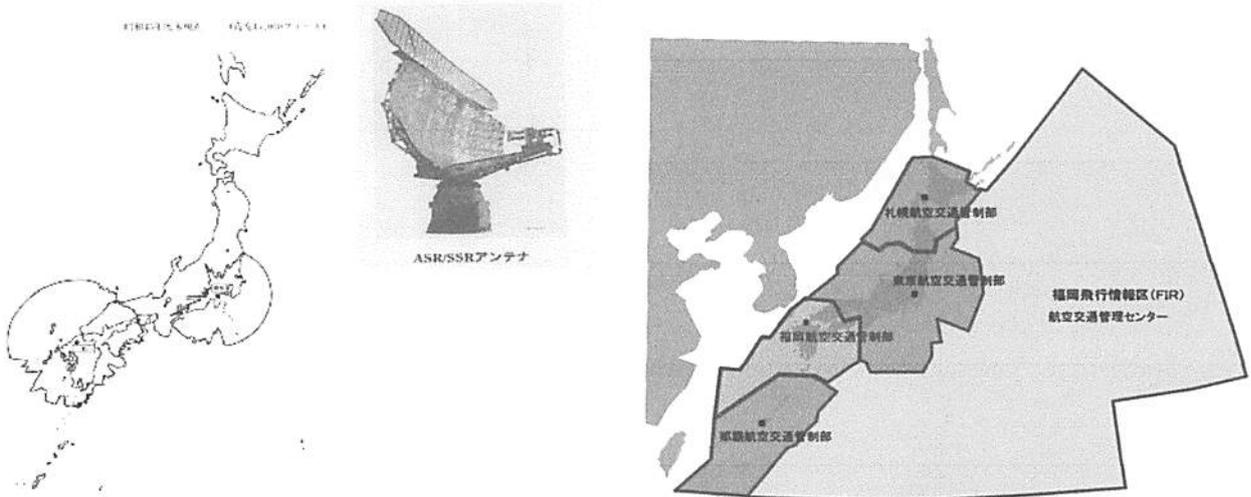 ASR/SSRアンテナ
札幌航空交通管制部
東京航空交通管制部
福岡飛行情報区(FIR)
航空交通管理センター
福岡航空交通管制部
那覇航空交通管制部